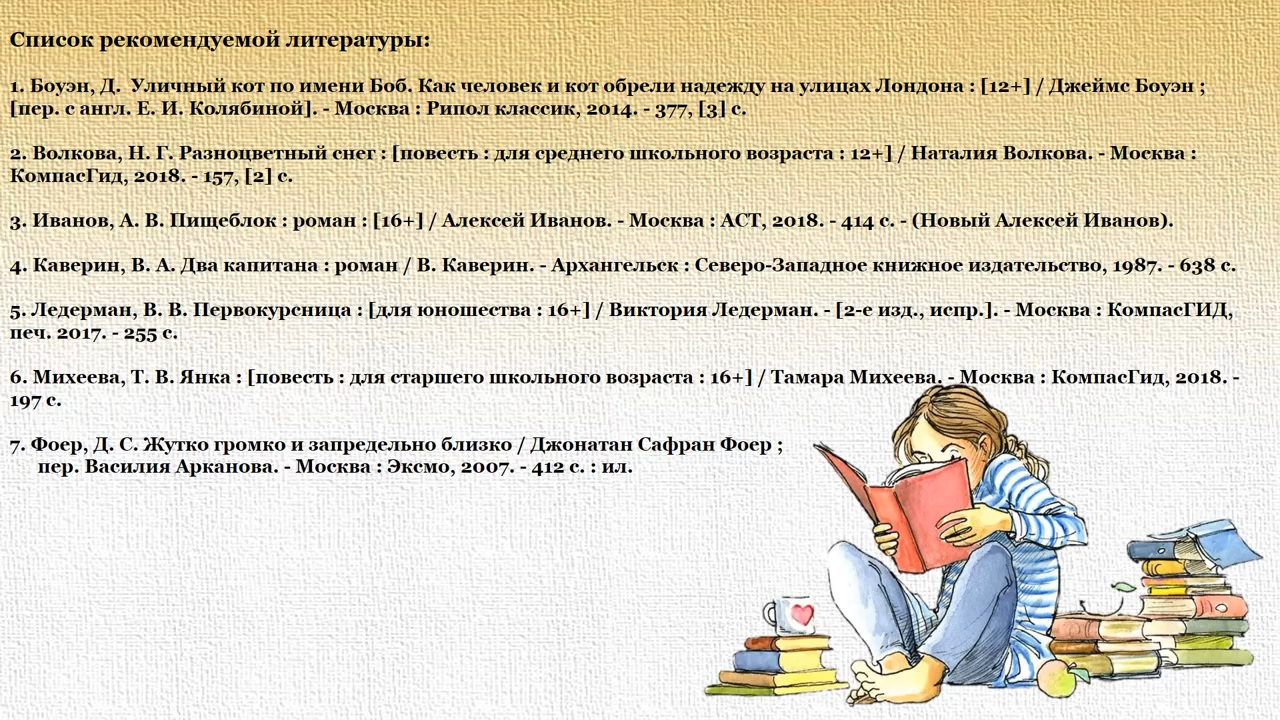 Список рекомендуемой литературы:
1. Боуэн, Д.  Уличный кот по имени Боб. Как человек и кот обрели надежду на улицах Лондона : [12+] / Джеймс Боуэн ;
[пер. с англ. Е. И. Колябиной]. - Москва : Рипол классик, 2014. - 377, [3] с.
2. Волкова, Н. Г. Разноцветный снег : [повесть : для среднего школьного возраста : 12+] / Наталия Волкова. - Москва :
КомпасГид, 2018. - 157, [2] с.
3. Иванов, А. В. Пищеблок : роман : [16+] / Алексей Иванов. - Москва : АСТ, 2018. - 414 с. - (Новый Алексей Иванов).
4. Каверин, В. А. Два капитана : роман / В. Каверин. - Архангельск : Северо-Западное книжное издательство, 1987. - 638 с.
5. Ледерман, В. В. Первокурсница : [для юношества : 16+] / Виктория Ледерман. - [2-е изд., испр.]. - Москва : КомпасГИД,
печ. 2017. - 255 с.
6. Михеева, Т. В. Янка : [повесть : для старшего школьного возраста : 16+] / Тамара Михеева. - Москва : КомпасГид, 2018. -
197 с.
7. Фоер, Д. С. Жутко громко и запредельно близко / Джонатан Сафран Фоер ;
пер. Василия Арканова. - Москва : Эксмо, 2007. - 412 с. : ил.